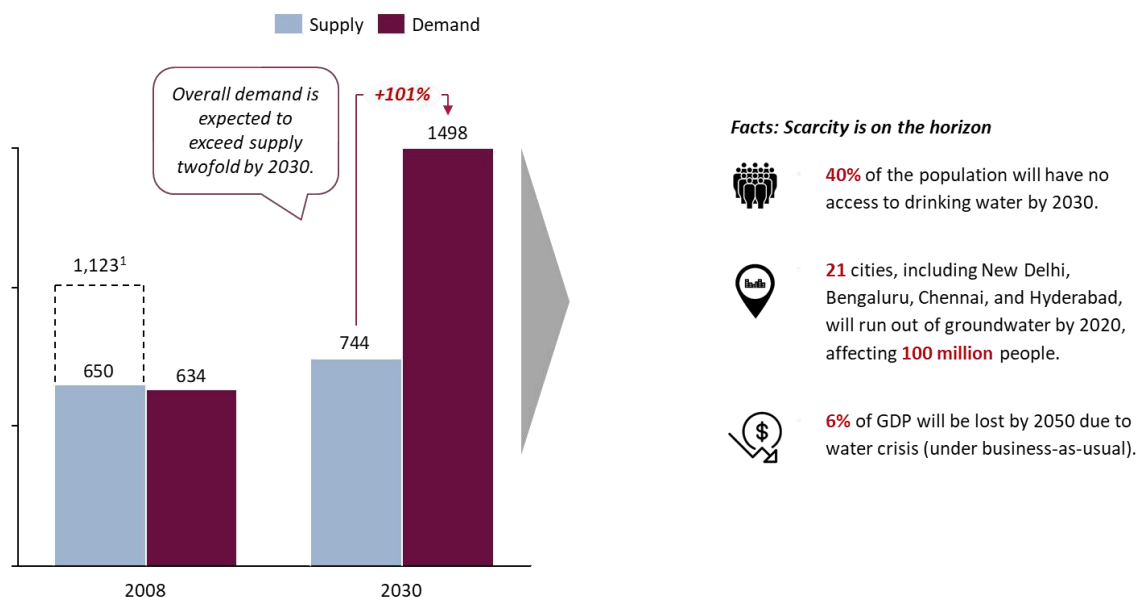 Supply Demand
Overall demand is
expected to
exceed supply
twofold by 2030.
+101%
1498
1,123¹
650
634
744
2008
2030
Facts: Scarcity is on the horizon
40% of the population will have no
access to drinking water by 2030.
21 cities, including New Delhi,
Bengaluru, Chennai, and Hyderabad,
will run out of groundwater by 2020,
affecting 100 million people.
$
6% of GDP will be lost by 2050 due to
water crisis (under business-as-usual).